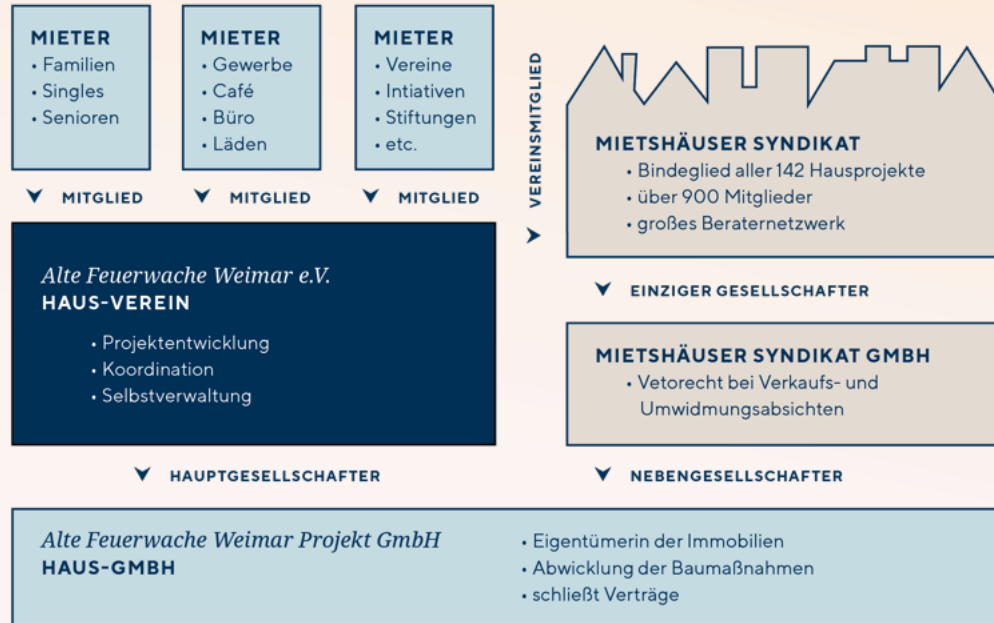 MIETER
• Familien
• Singles
• Senioren
MIETER
• Gewerbe
• Café
• Büro
• Läden
MIETER
• Vereine
• Intiativen
• Stiftungen
• etc.
MITGLIED
MITGLIED
MITGLIED
VEREINSMITGLIED
MIETSHÄUSER SYNDIKAT
• Bindeglied aller 142 Hausprojekte
• über 900 Mitglieder
• großes Beraternetzwerk
Alte Feuerwache Weimar e.V.
HAUS-VEREIN
• Projektentwicklung
• Koordination
• Selbstverwaltung
EINZIGER GESELLSCHAFTER
MIETSHÄUSER SYNDIKAT GMBH
• Vetorecht bei Verkaufs- und
Umwidmungsabsichten
HAUPTGESELLSCHAFTER
NEBENGESELLSCHAFTER
Alte Feuerwache Weimar Projekt GmbH
HAUS-GMBH
• Eigentümerin der Immobilien
• Abwicklung der Baumaßnahmen
• schließt Verträge